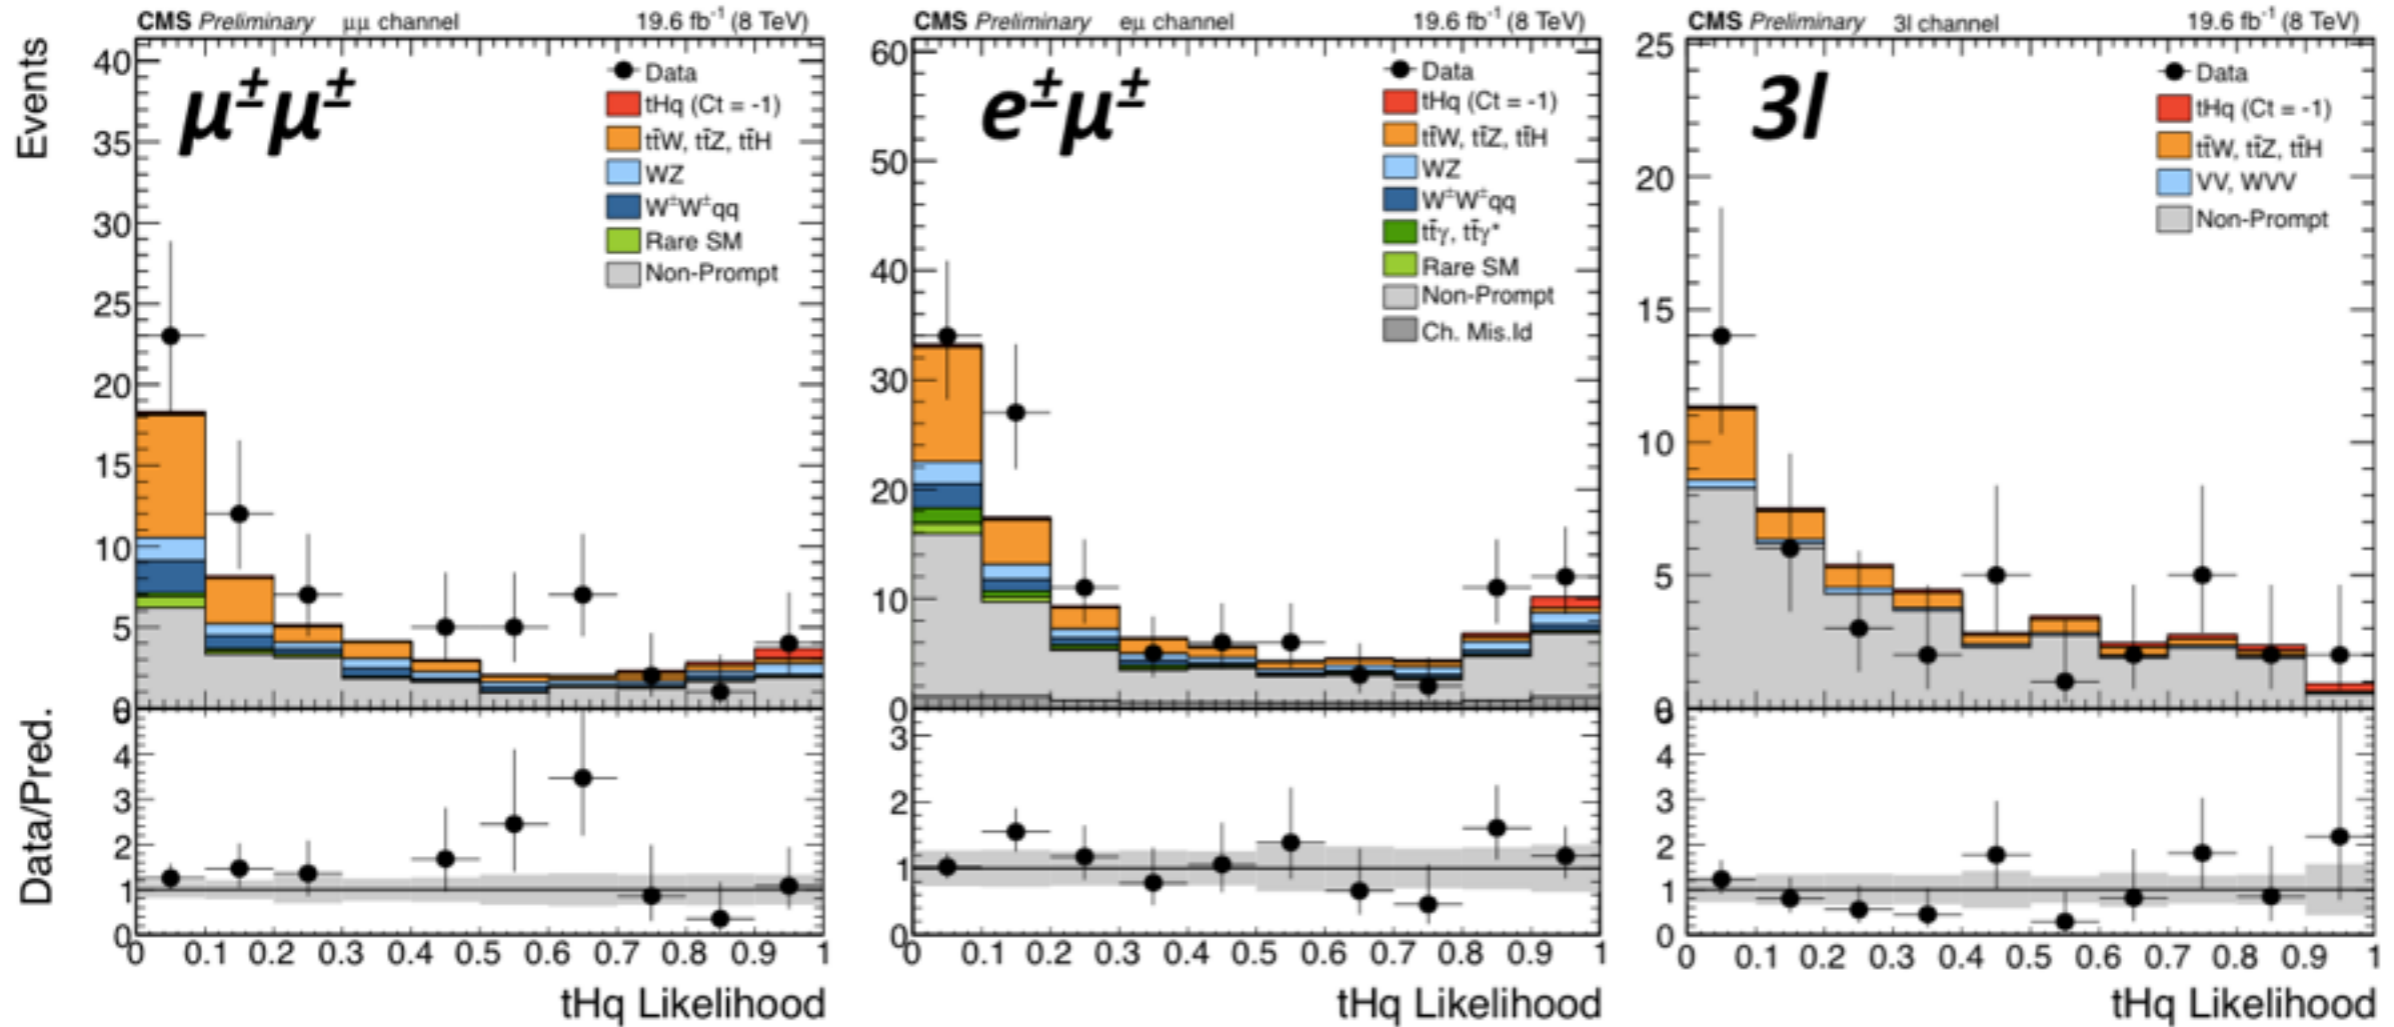 CMS Preliminary μμ channel 19.6 fb⁻¹ (8 TeV)
Events
40
35
30
25
20
15
10
5
0
μ±μ±
Data
tHq (Ct = -1)
tt̄W, tt̄Z, tt̄H
WZ
W±W±qq
Rare SM
Non-Prompt
Data/Pred.
4
3
2
1
0
0 0.1 0.2 0.3 0.4 0.5 0.6 0.7 0.8 0.9 1
tHq Likelihood
CMS Preliminary eμ channel 19.6 fb⁻¹ (8 TeV)
60
50
40
30
20
10
0
e±μ±
Data
tHq (Ct = -1)
tt̄W, tt̄Z, tt̄H
WZ
W±W±qq
tt̄γ, tt̄γ*
Rare SM
Non-Prompt
Ch. Mis.Id
3
2
1
0
0 0.1 0.2 0.3 0.4 0.5 0.6 0.7 0.8 0.9 1
tHq Likelihood
CMS Preliminary 3l channel 19.6 fb⁻¹ (8 TeV)
25
20
15
10
5
3l
Data
tHq (Ct = -1)
tt̄W, tt̄Z, tt̄H
VV, WVV
Non-Prompt
4
3
2
1
0
0 0.1 0.2 0.3 0.4 0.5 0.6 0.7 0.8 0.9 1
tHq Likelihood